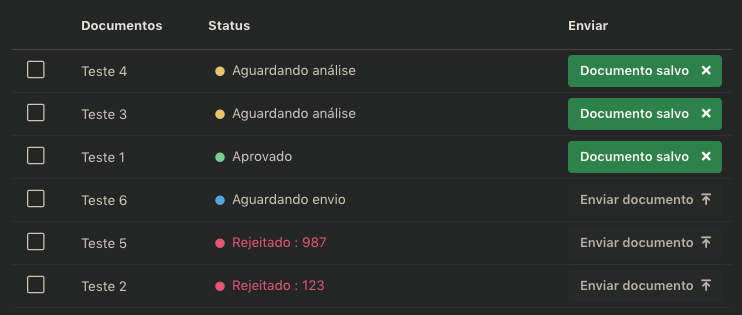 Documentos Status Enviar
Teste 4 Aguardando análise Documento salvo
Teste 3 Aguardando análise Documento salvo
Teste 1 Aprovado Documento salvo
Teste 6 Aguardando envio Enviar documento
Teste 5 Rejeitado : 987 Enviar documento
Teste 2 Rejeitado : 123 Enviar documento